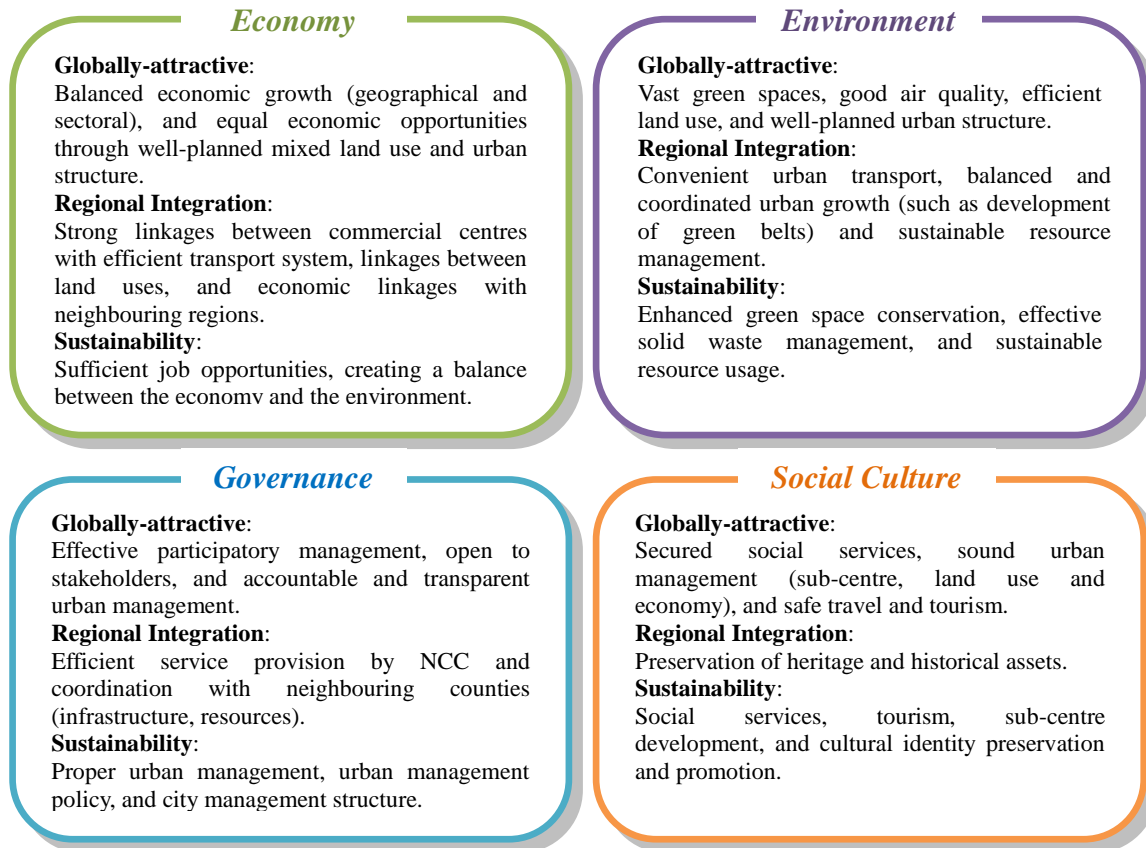 Economy
Globally-attractive:
Balanced economic growth (geographical and
sectoral), and equal economic opportunities
through well-planned mixed land use and urban
structure.
Regional Integration:
Strong linkages between commercial centres
with efficient transport system, linkages between
land uses, and economic linkages with
neighbouring regions.
Sustainability:
Sufficient job opportunities, creating a balance
between the economy and the environment.
Environment
Globally-attractive:
Vast green spaces, good air quality, efficient
land use, and well-planned urban structure.
Regional Integration:
Convenient urban transport, balanced and
coordinated urban growth (such as development
of green belts) and sustainable resource
management.
Sustainability:
Enhanced green space conservation, effective
solid waste management, and sustainable
resource usage.
Governance
Globally-attractive:
Effective participatory management, open to
stakeholders, and accountable and transparent
urban management.
Regional Integration:
Efficient service provision by NCC and
coordination with neighbouring counties
(infrastructure, resources).
Sustainability:
Proper urban management, urban management
policy, and city management structure.
Social Culture
Globally-attractive:
Secured social services, sound urban
management (sub-centre, land use and
economy), and safe travel and tourism.
Regional Integration:
Preservation of heritage and historical assets.
Sustainability:
Social services, tourism, sub-centre
development, and cultural identity preservation
and promotion.